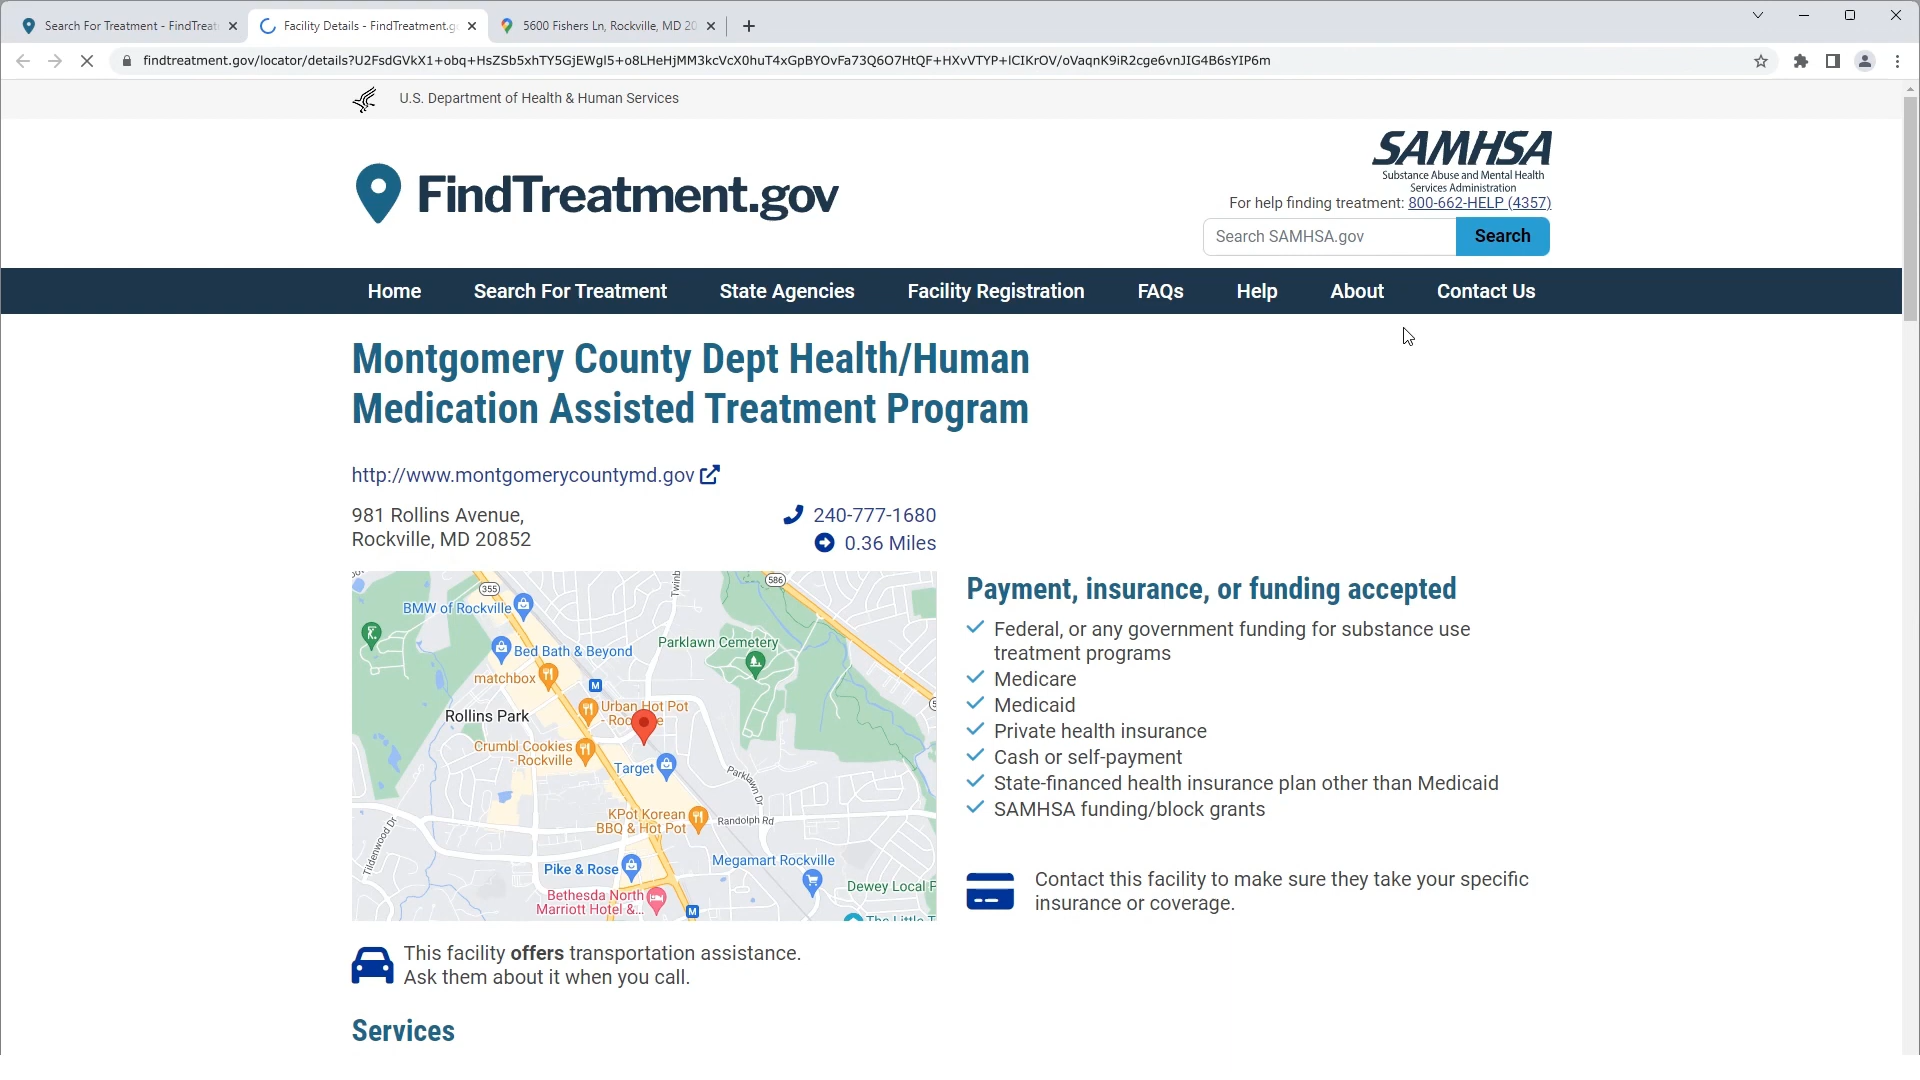 Search For Treatment - FindTreat
Facility Details - FindTreatment.g
5600 Fishers Ln, Rockville, MD 20
findtreatment.gov/locator/details?U2FsdGVkX1+obq+HsZSb5xhTY5GjEWgl5+o8LHeHjMM3kcVcX0huT4xGpBYOvFa73Q6O7HtQF+HXvVTYP+lCIKrOV/oVaqnK9iR2cge6vnJIG4B6sYIP6m
U.S. Department of Health & Human Services
FindTreatment.gov
SAMHSA
Substance Abuse and Mental Health
Services Administration
For help finding treatment: 800-662-HELP (4357)
Search SAMHSA.gov
Search
Home
Search For Treatment
State Agencies
Facility Registration
FAQs
Help
About
Contact Us
Montgomery County Dept Health/Human
Medication Assisted Treatment Program
http://www.montgomerycountymd.gov
981 Rollins Avenue,
Rockville, MD 20852
240-777-1680
0.36 Miles
355
586
Twinb
BMW of Rockville
Parklawn Cemetery
Bed Bath & Beyond
matchbox
M
Urban Hot Pot
Rollins Park
Crumbl Cookies
- Rockville
Target
Parklawn Dr
KPot Korean
BBQ & Hot Pot
Randolph Rd
Tildenwood Dr
Pike & Rose
Megamart Rockville
Bethesda North
Marriott Hotel &...
M
Dewey Local P
Payment, insurance, or funding accepted
Federal, or any government funding for substance use
treatment programs
Medicare
Medicaid
Private health insurance
Cash or self-payment
State-financed health insurance plan other than Medicaid
SAMHSA funding/block grants
Contact this facility to make sure they take your specific
insurance or coverage.
This facility offers transportation assistance.
Ask them about it when you call.
Services